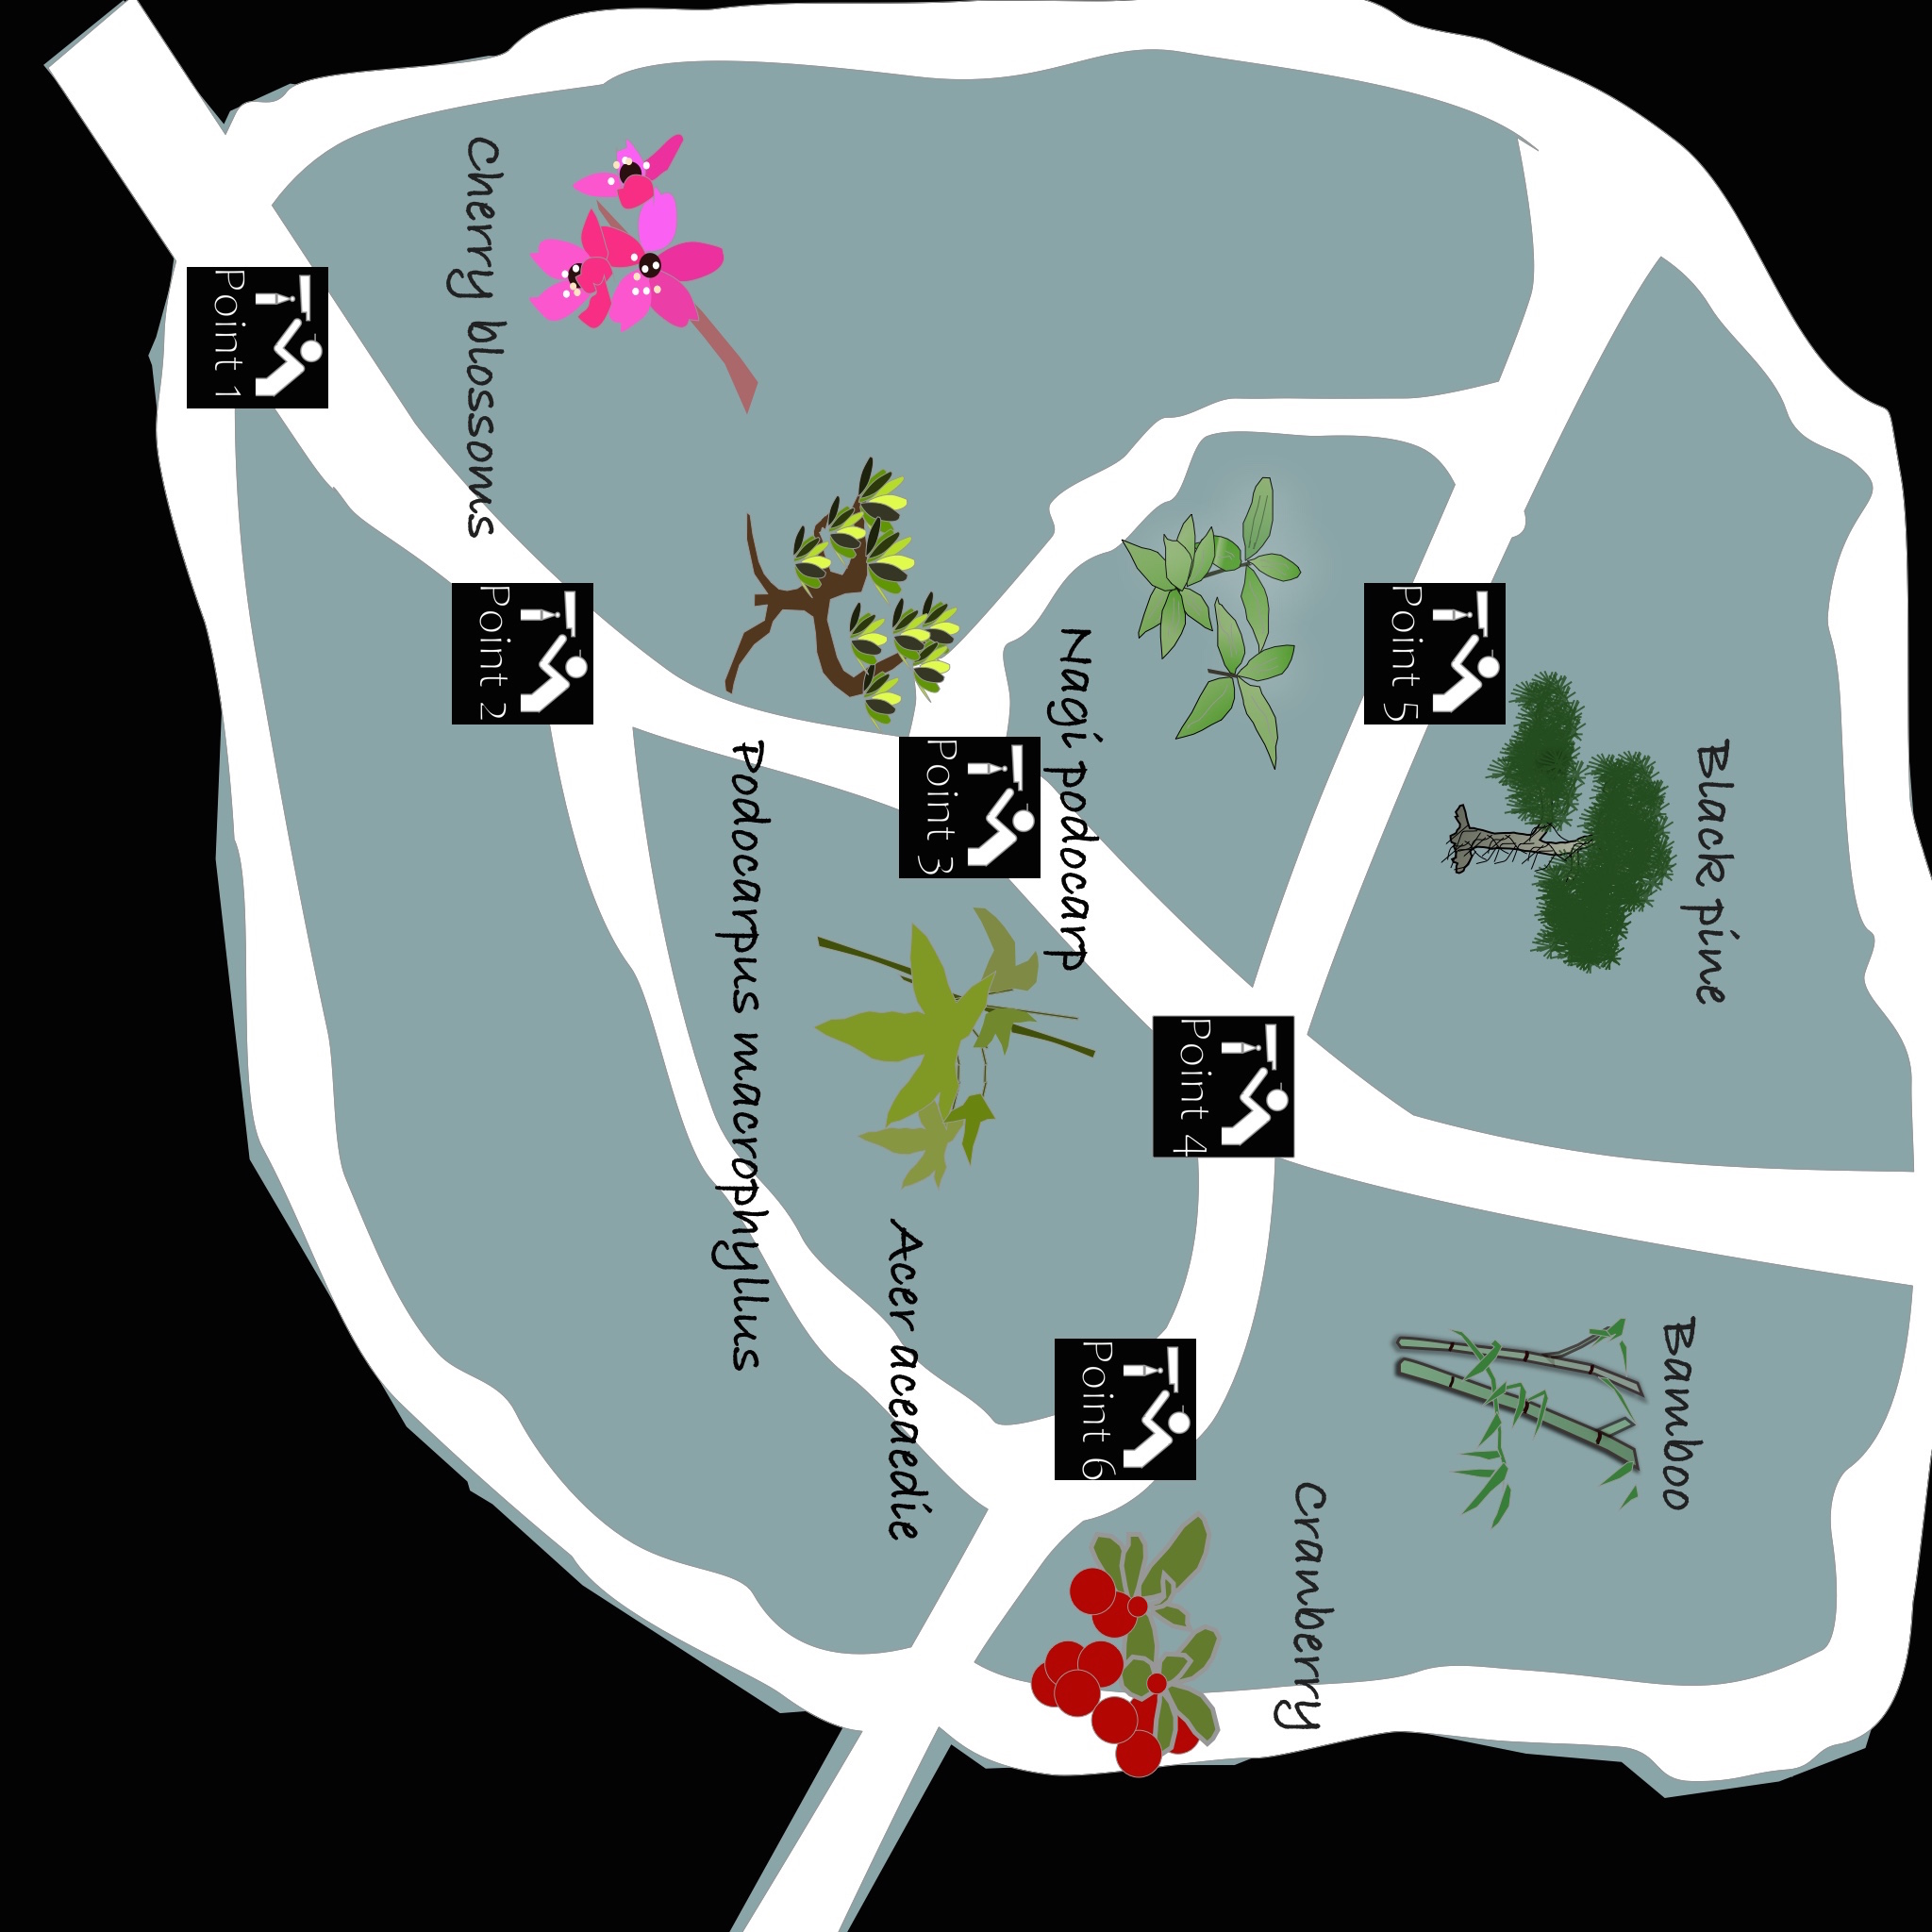 Black Pine
Bamboo
Point 5
Cranberry
Point 4
Nagi podocarp
Point 6
Point 3
Acer
Podocarpus macrophyllus
Point 2
Cherry blossoms
Point 1